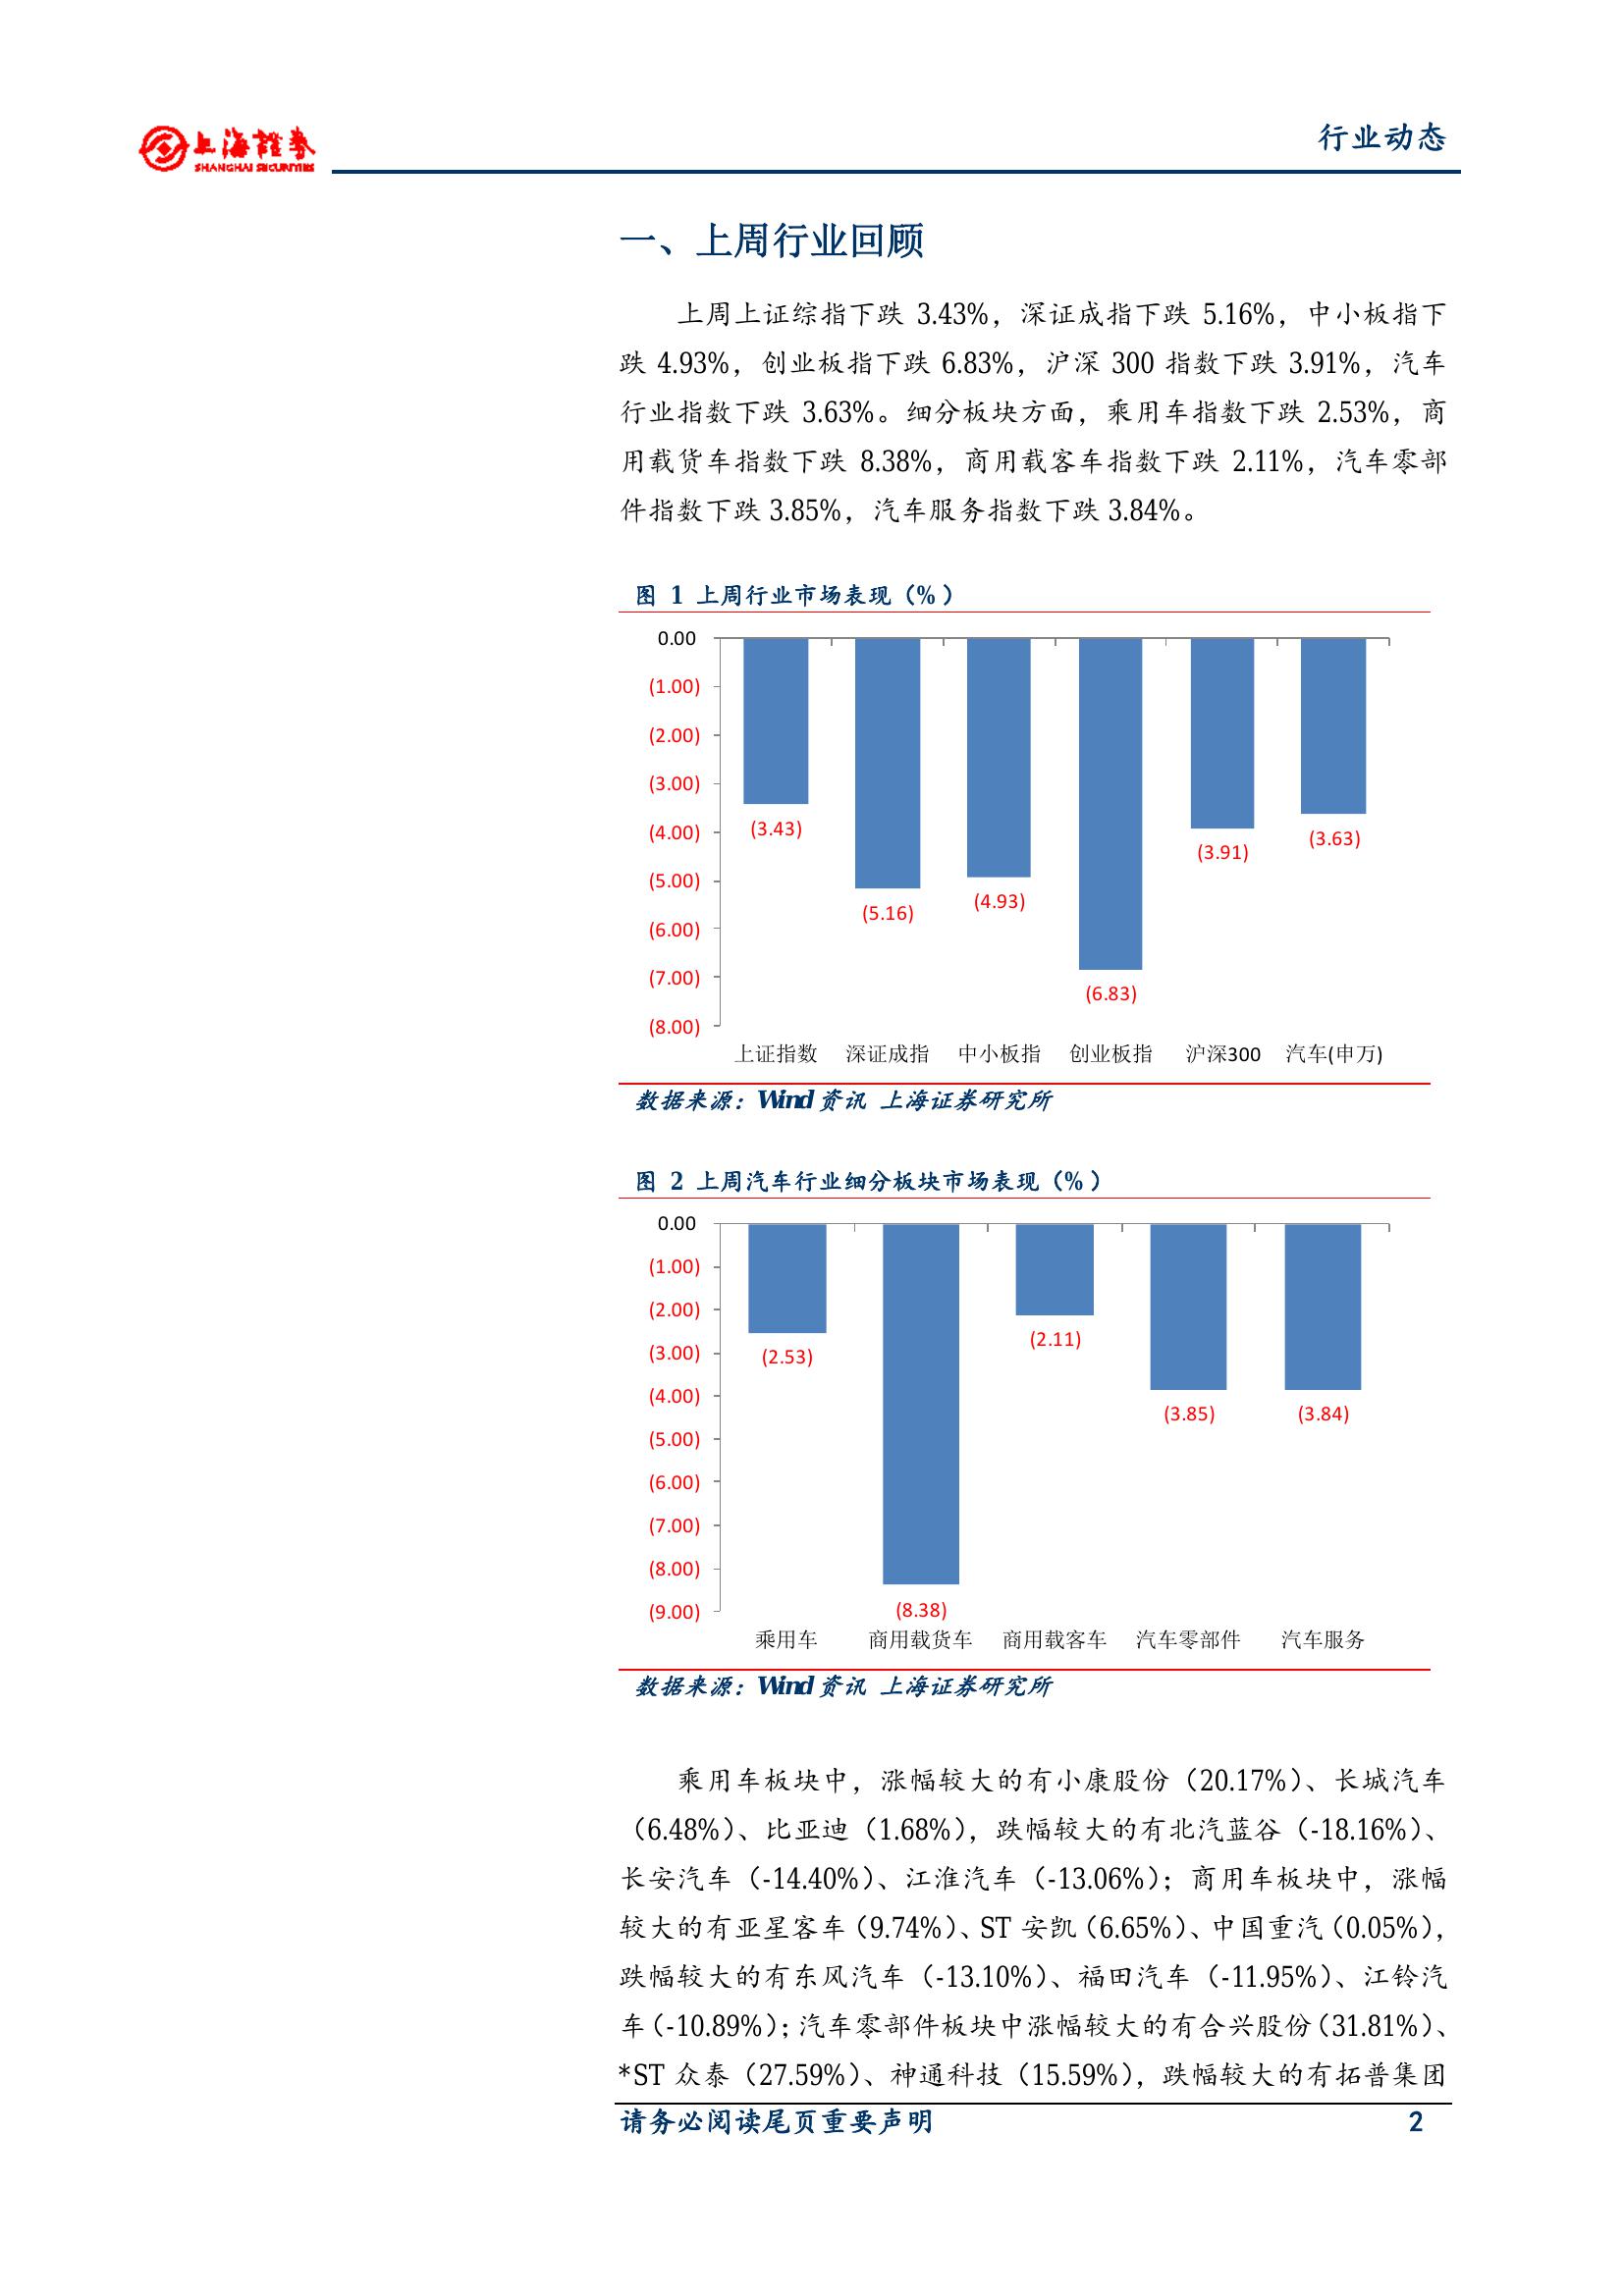 上海證券
SHANGHAI SECURITIES
行业动态
一、上周行业回顾
上周上证综指下跌 3.43%，深证成指下跌 5.16%，中小板指下
跌 4.93%，创业板指下跌 6.83%，沪深 300 指数下跌 3.91%，汽车
行业指数下跌 3.63%。细分板块方面，乘用车指数下跌 2.53%，商
用载货车指数下跌 8.38%，商用载客车指数下跌 2.11%，汽车零部
件指数下跌 3.85%，汽车服务指数下跌 3.84%。
图 1 上周行业市场表现（%）
0.00
(1.00)
(2.00)
(3.00)
(4.00)
(5.00)
(6.00)
(7.00)
(8.00)
(3.43)
(5.16)
(4.93)
(6.83)
(3.91)
(3.63)
上证指数 深证成指 中小板指 创业板指 沪深300 汽车(申万)
数据来源：Wind 资讯 上海证券研究所
图 2 上周汽车行业细分板块市场表现（%）
0.00
(1.00)
(2.00)
(3.00)
(4.00)
(5.00)
(6.00)
(7.00)
(8.00)
(9.00)
(2.53)
(8.38)
(2.11)
(3.85)
(3.84)
乘用车 商用载货车 商用载客车 汽车零部件 汽车服务
数据来源：Wind 资讯 上海证券研究所
乘用车板块中，涨幅较大的有小康股份（20.17%）、长城汽车
（6.48%）、比亚迪（1.68%），跌幅较大的有北汽蓝谷（-18.16%）、
长安汽车（-14.40%）、江淮汽车（-13.06%）；商用车板块中，涨幅
较大的有亚星客车（9.74%）、ST 安凯（6.65%）、中国重汽（0.05%），
跌幅较大的有东风汽车（-13.10%）、福田汽车（-11.95%）、江铃汽
车（-10.89%）；汽车零部件板块中涨幅较大的有合兴股份（31.81%）、
*ST 众泰（27.59%）、神通科技（15.59%），跌幅较大的有拓普集团
请务必阅读尾页重要声明 2